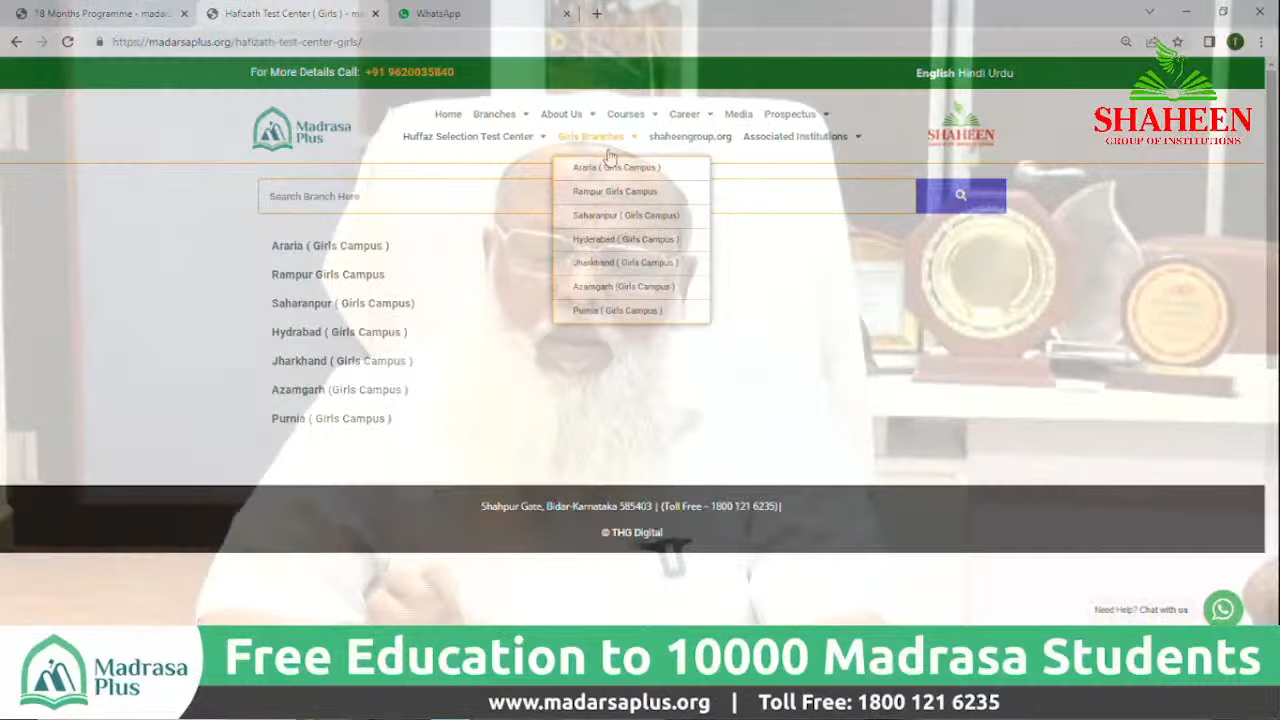 18 Months Programme - madar
Hafizath Test Center ( Girls ) - m
WhatsApp
https://madarsaplus.org/hafizath-test-center-girls/
T
For More Details Call: +91 9620035840
English Hindi Urdu
Madrasa
Plus
Home Branches About Us Courses Career Media Prospectus
Huffaz Selection Test Center Girls Branches shaheengroup.org Associated Institutions
SHAHEEN
SHAHEEN
GROUP OF INSTITUTIONS
Search Branch Here
Araria ( Girls Campus )
Rampur Girls Campus
Saharanpur ( Girls Campus)
Hyderabad ( Girls Campus )
Jharkhand ( Girls Campus )
Azamgarh (Girls Campus )
Purnia ( Girls Campus )
Araria ( Girls Campus )
Rampur Girls Campus
Saharanpur ( Girls Campus)
Hydrabad ( Girls Campus )
Jharkhand ( Girls Campus )
Azamgarh (Girls Campus )
Purnia ( Girls Campus )
Shahpur Gate, Bidar-Karnataka 585403 | (Toll Free – 1800 121 6235)|
© THG Digital
Need Help? Chat with us
Madrasa
Plus
Free Education to 10000 Madrasa Students
www.madarsaplus.org | Toll Free: 1800 121 6235